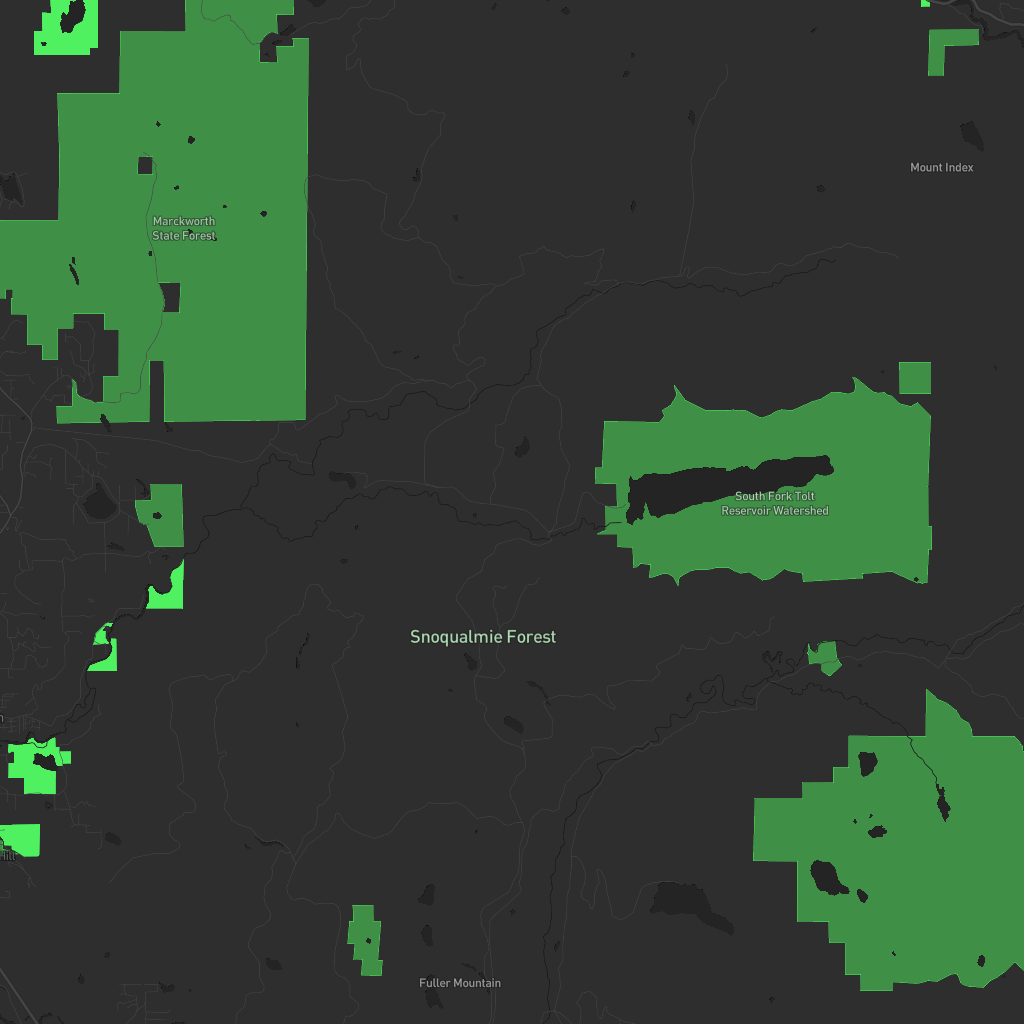 Mount Index
Marckworth
State Forest
South Fork Tolt
Reservoir Watershed
Snoqualmie Forest
Fuller Mountain